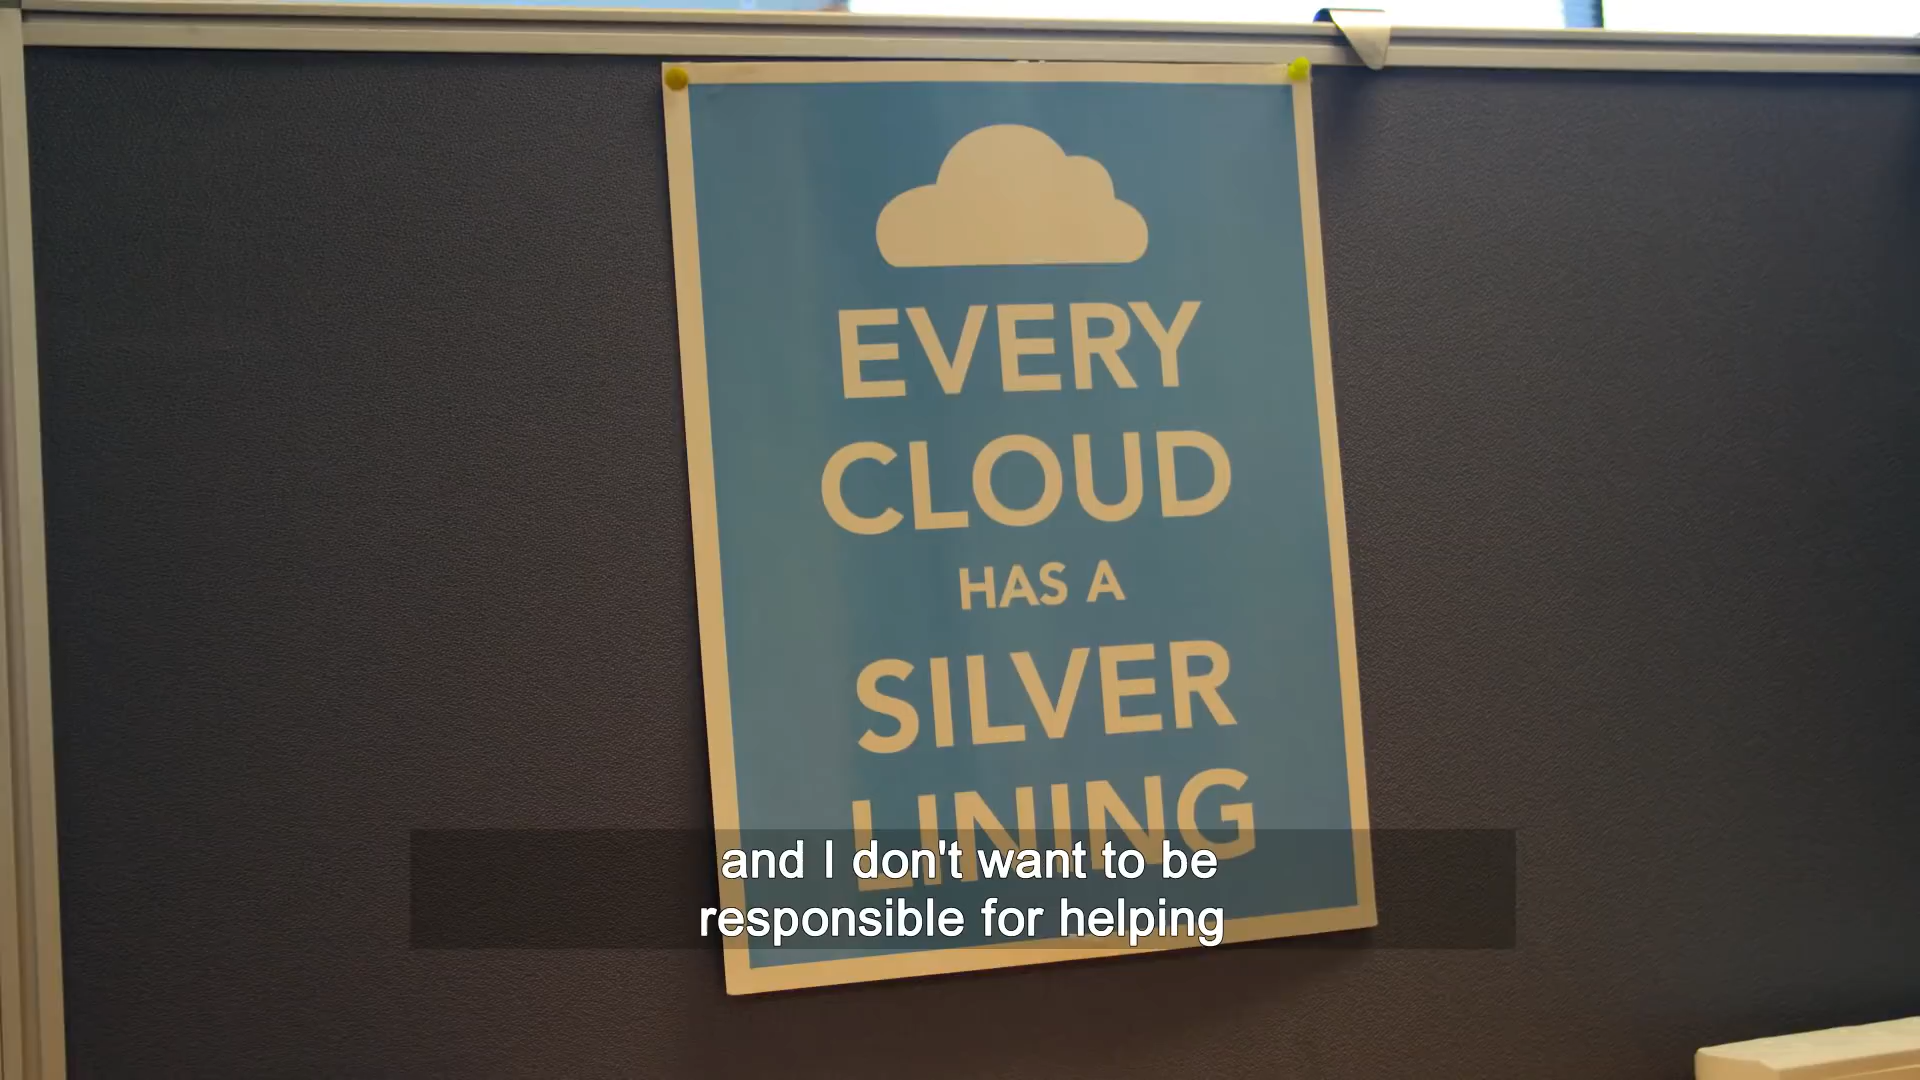 EVERY
CLOUD
HAS A
SILVER
LINING
and I don't want to be
responsible for helping